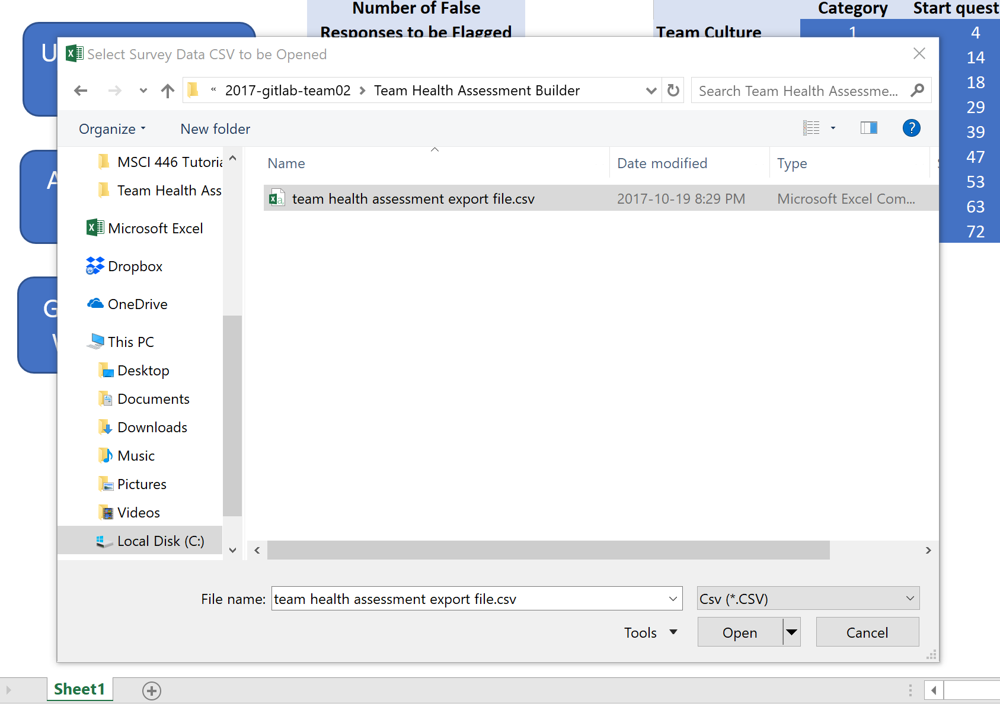 Number of False
Responses to be Flagged
Category Start quest
Team Culture 1 4
14
18
29
39
47
53
63
72
U
A
G
Select Survey Data CSV to be Opened
« 2017-gitlab-team02 > Team Health Assessment Builder
Search Team Health Assessme...
Organize New folder
?
MSCI 446 Tutoria
Team Health Ass
Microsoft Excel
Dropbox
OneDrive
This PC
Desktop
Documents
Downloads
Music
Pictures
Videos
Local Disk (C:)
Name Date modified Type
team health assessment export file.csv 2017-10-19 8:29 PM Microsoft Excel Com...
File name: team health assessment export file.csv Csv (*.CSV)
Tools Open Cancel
Sheet1